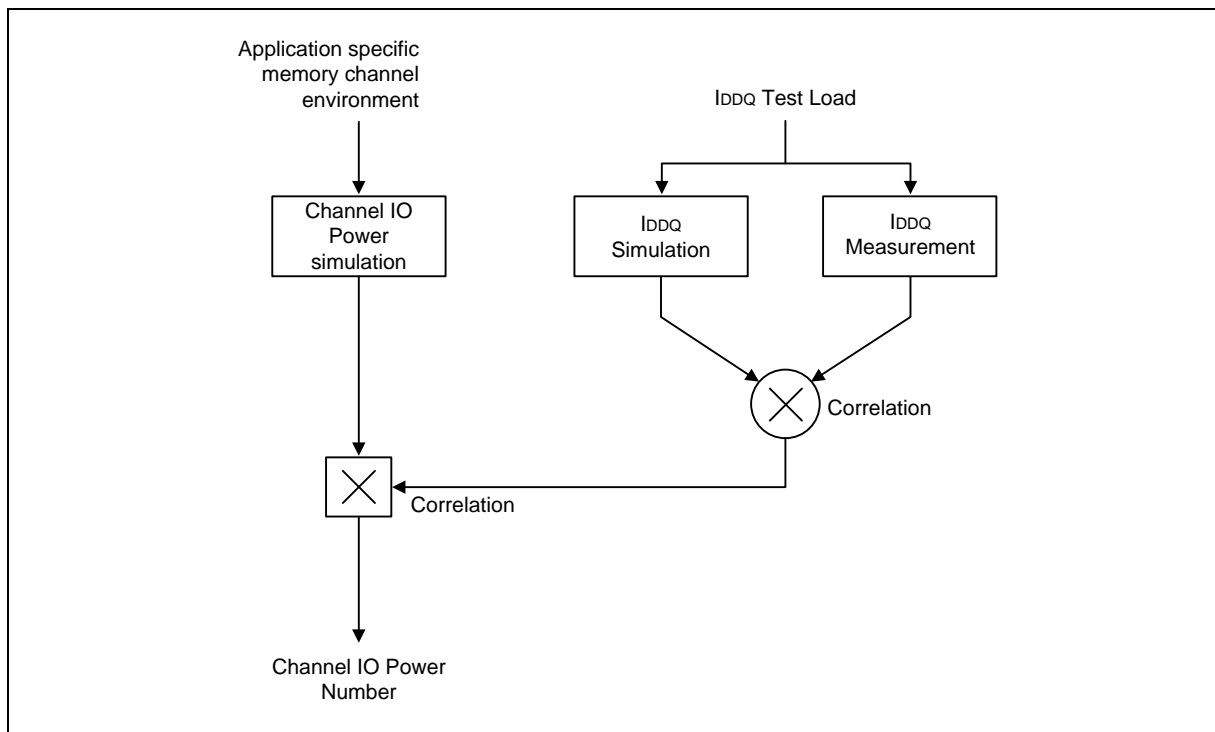 Application specific
memory channel
environment
IDDQ Test Load
Channel IO
Power
simulation
IDDQ
Simulation
IDDQ
Measurement
Correlation
Correlation
Channel IO Power
Number